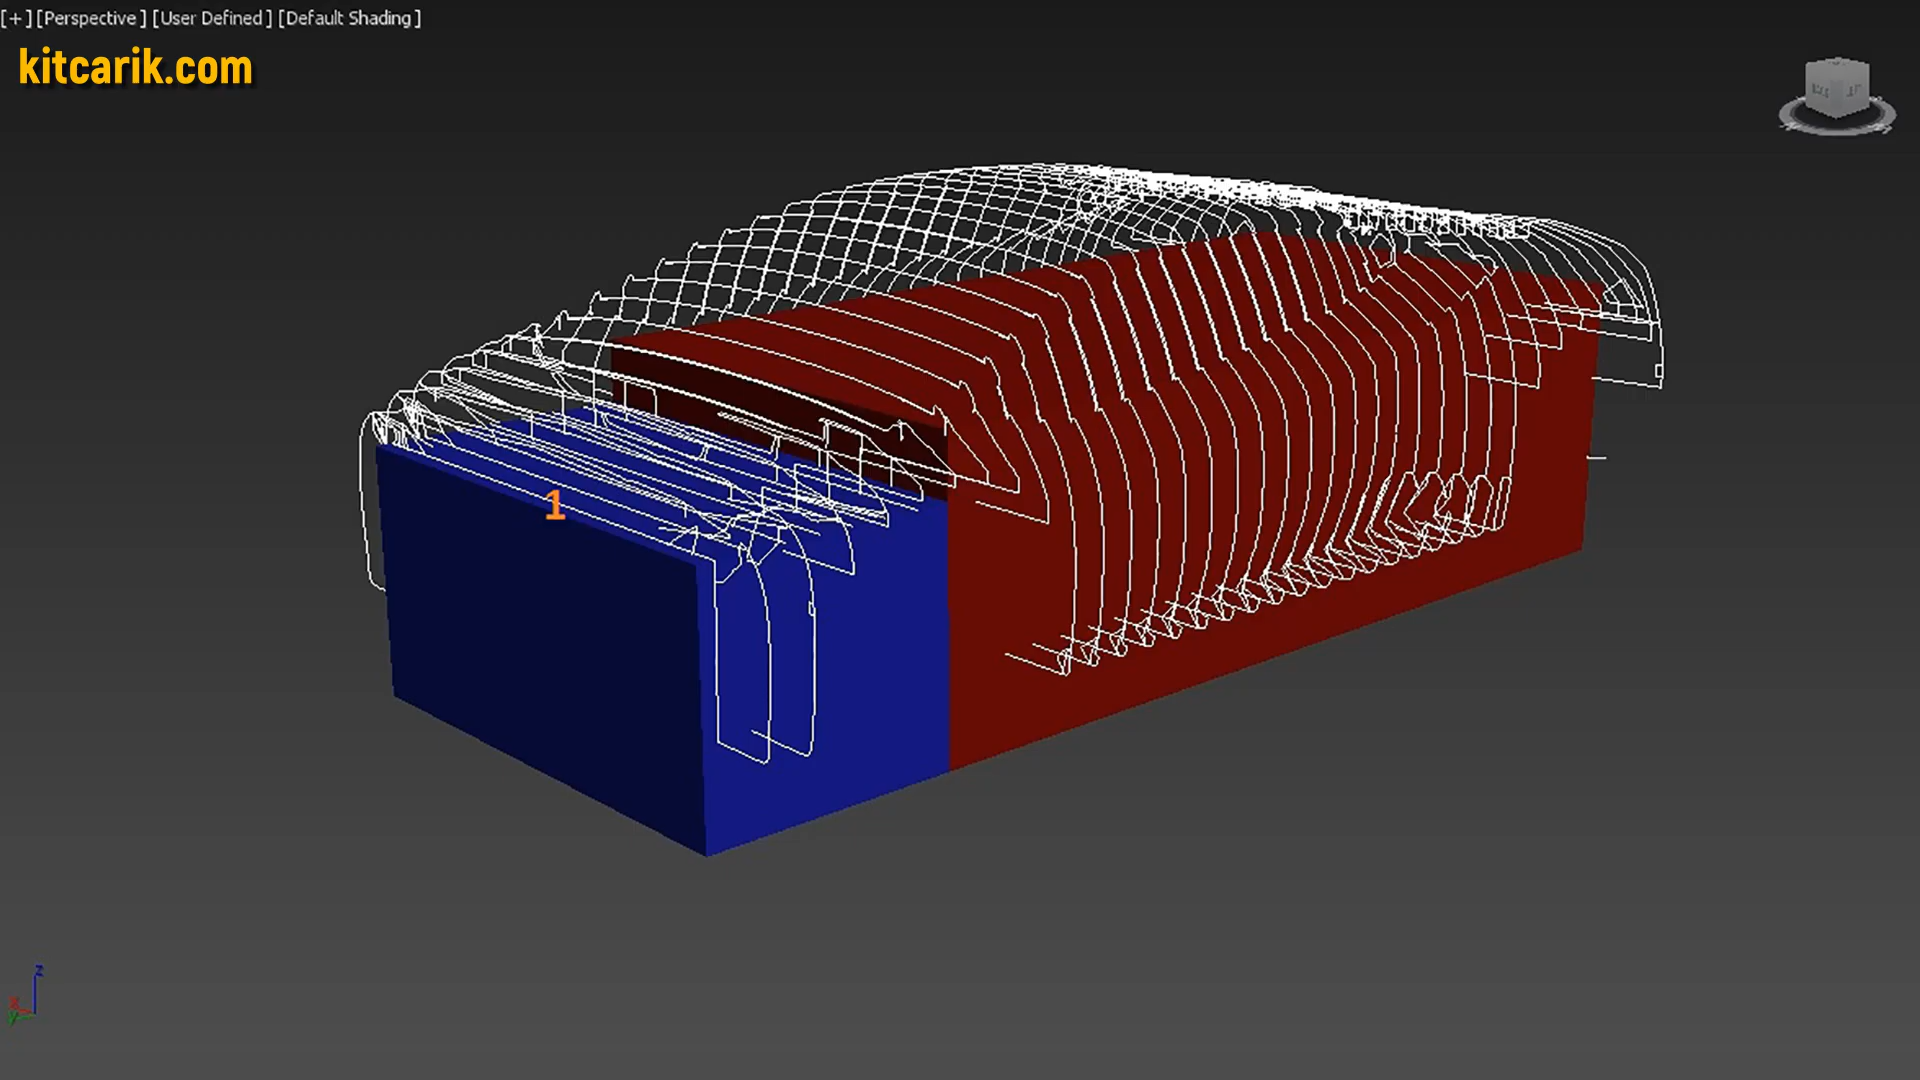 [+] [Perspective] [User Defined] [Default Shading]
kitcarik.com
1
z
x
y